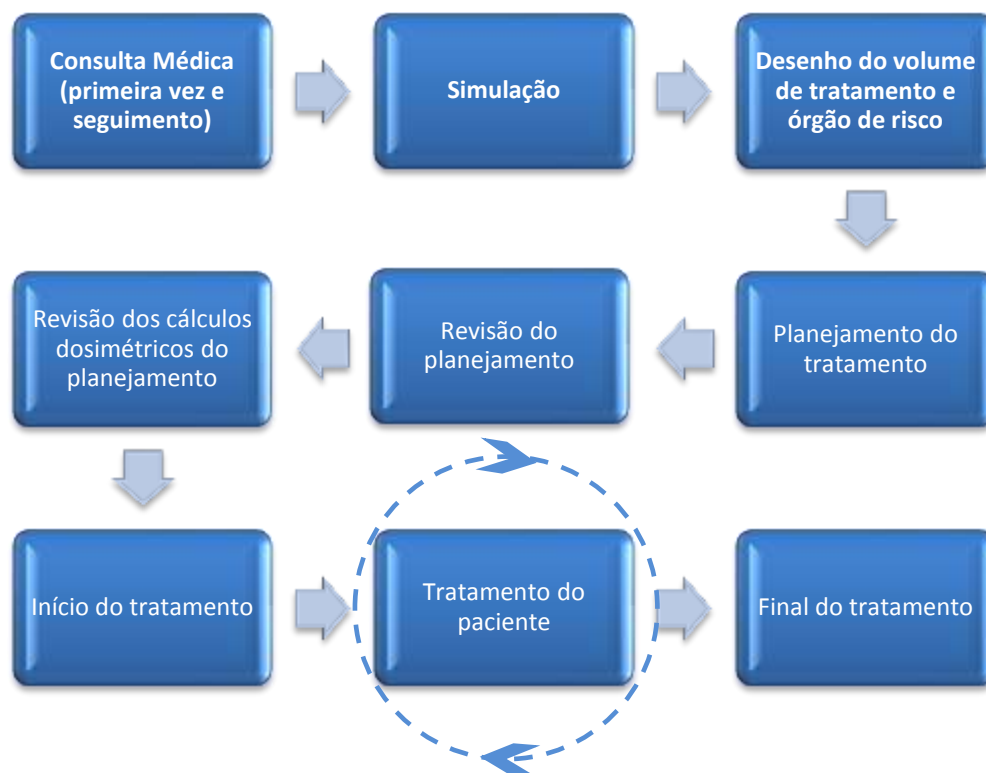 Consulta Médica
(primeira vez e
seguimento)
Simulação
Desenho do volume
de tratamento e
órgão de risco
Revisão dos cálculos
dosimétricos do
planejamento
Revisão do
planejamento
Planejamento do
tratamento
Início do tratamento
Tratamento do
paciente
Final do tratamento